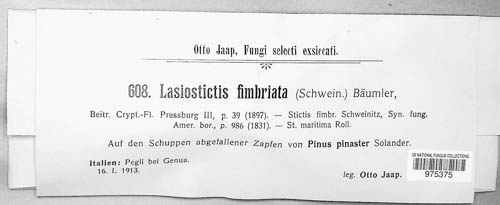 Otto Jaap, Fungi selecti exsiccati.
608. Lasiostictis fimbriata (Schwein.) Bäumler,
Beitr. Crypt.-Fl. Pressburg III, p. 39 (1897). — Stictis fimbr. Schweinitz, Syn. fung.
Amer. bor., p. 986 (1831). — St. maritima Roll.
Auf den Schuppen abgefallener Zapfen von Pinus pinaster Solander.
Italien: Pegli bei Genua.
16. I. 1913.
leg. Otto Jaap.
US NATIONAL FUNGUS COLLECTIONS
975375